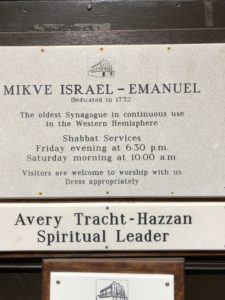 MIKVE ISRAEL - EMANUEL
Dedicated in 1732
The oldest Synagogue in continuous use
in the Western Hemisphere
Shabbat Services
Friday evening at 6:30 p.m.
Saturday morning at 10.00 a.m.
Visitors are welcome to worship with us
Dress appropriately
Avery Tracht-Hazzan
Spiritual Leader